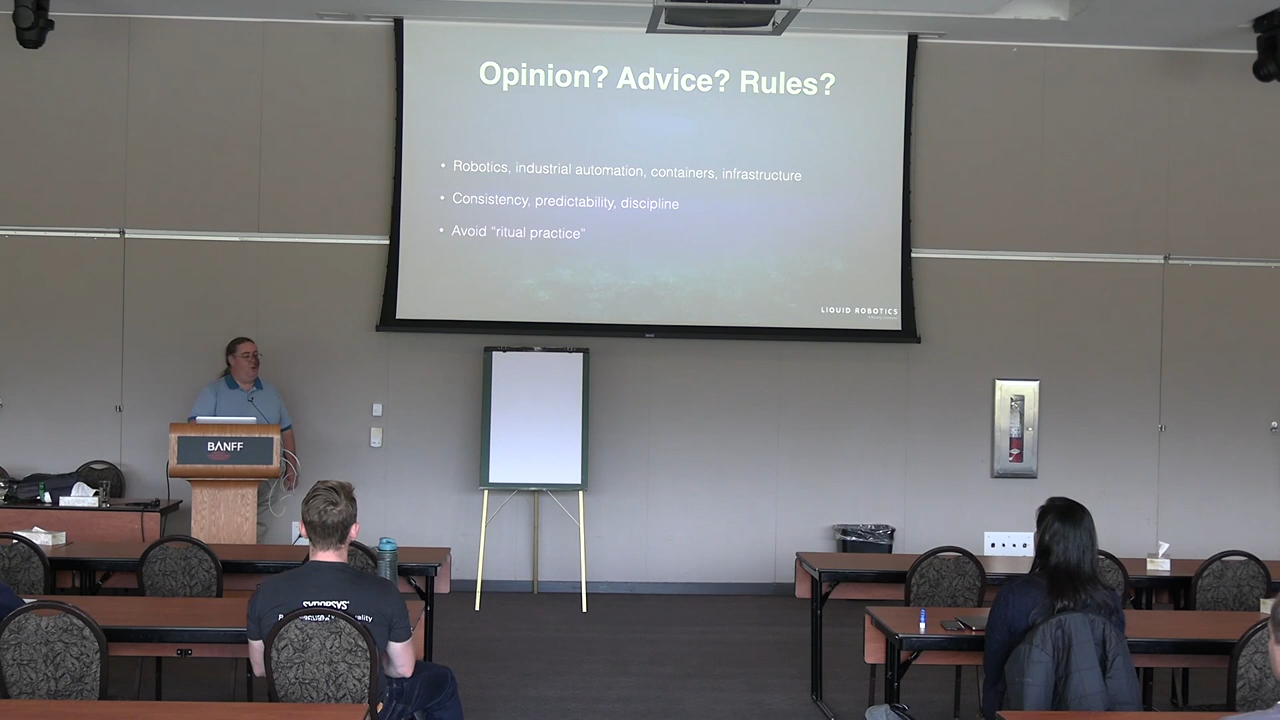 Opinion? Advice? Rules?
• Robotics, industrial automation, containers, infrastructure
• Consistency, predictability, discipline
• Avoid "ritual practice"
LIQUID ROBOTICS
BANFF
SYNOPSYS